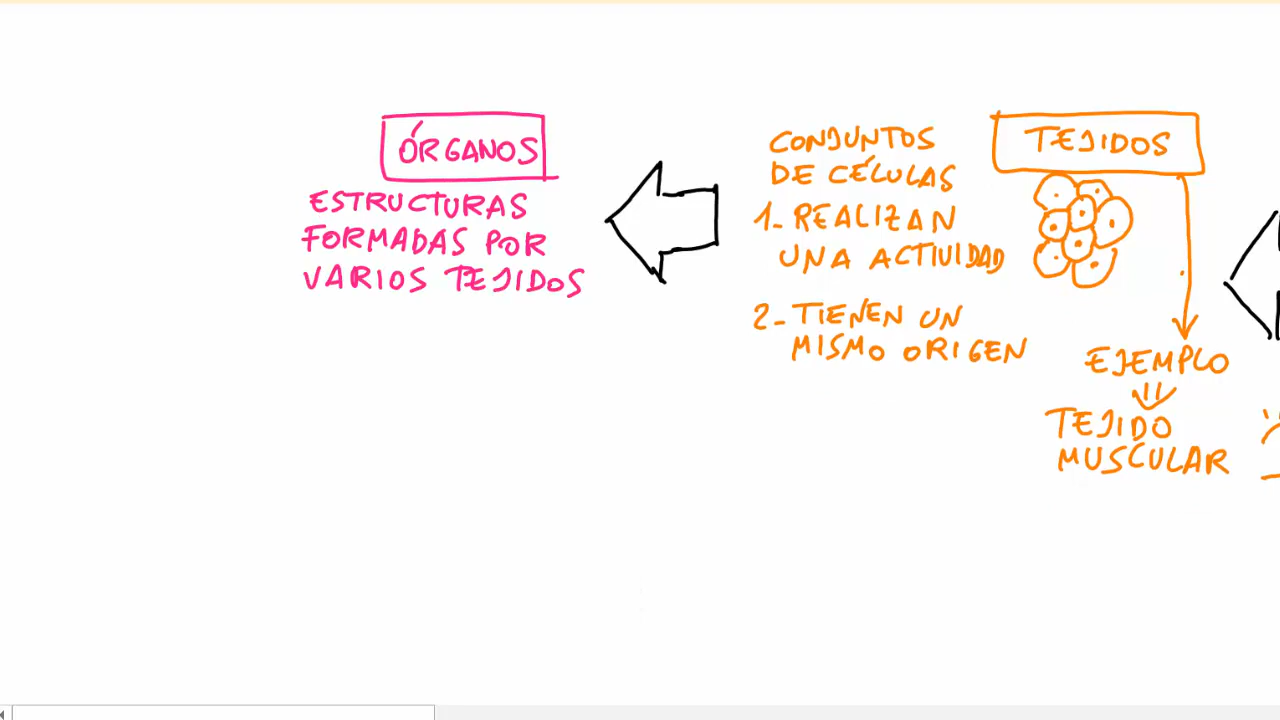 ÓRGANOS
ESTRUCTURAS
FORMADAS POR
VARIOS TEJIDOS
CONJUNTOS
DE CÉLULAS
1- REALIZAN
UNA ACTIVIDAD
2- TIENEN UN
MISMO ORIGEN
TEJIDOS
EJEMPLO
TEJIDO
MUSCULAR